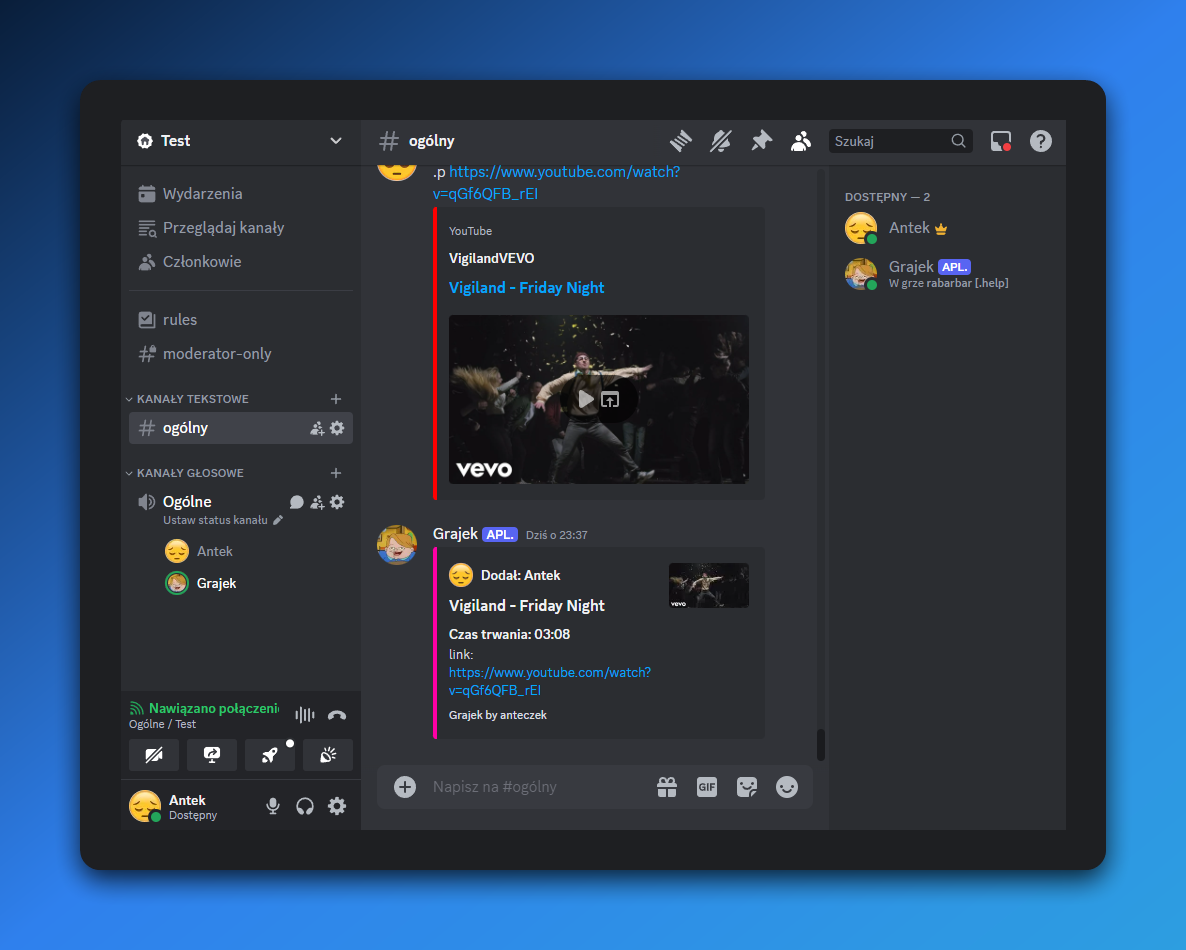 Test
Wydarzenia
Przeglądaj kanały
Członkowie
rules
moderator-only
KANAŁY TEKSTOWE
ogólny
KANAŁY GŁOSOWE
Ogólne
Ustaw status kanału
Antek
Grajek
Nawiązano połączeni
Ogólne / Test
Antek
Dostępny
ogólny
Szukaj
.p https://www.youtube.com/watch?
v=qGf6QFB_rEI
YouTube
VigilandVEVO
Vigiland - Friday Night
vevo
Grajek APL. Dziś o 23:37
Dodał: Antek
Vigiland - Friday Night
Czas trwania: 03:08
link:
https://www.youtube.com/watch?
v=qGf6QFB_rEI
Grajek by anteczek
vevo
Napisz na #ogólny
GIF
DOSTĘPNY — 2
Antek
Grajek APL.
W grze rabarbar [.help]